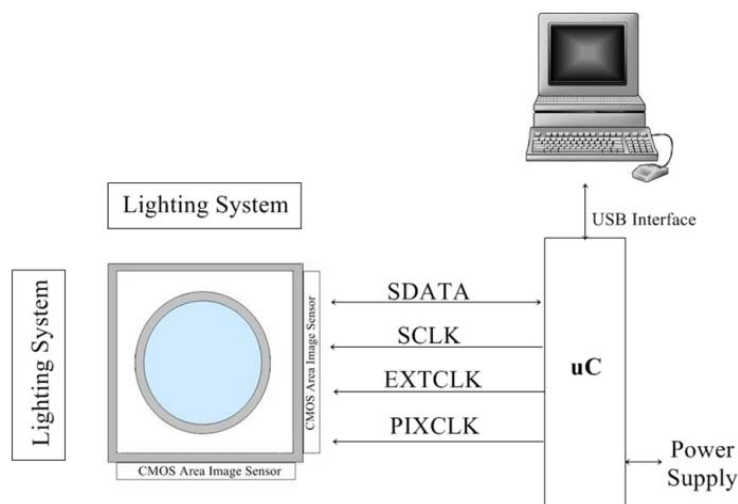 Lighting System
USB Interface
Lighting System
CMOS Area Image Sensor
SDATA
SCLK
EXTCLK
PIXCLK
uC
Power
Supply
CMOS Area Image Sensor